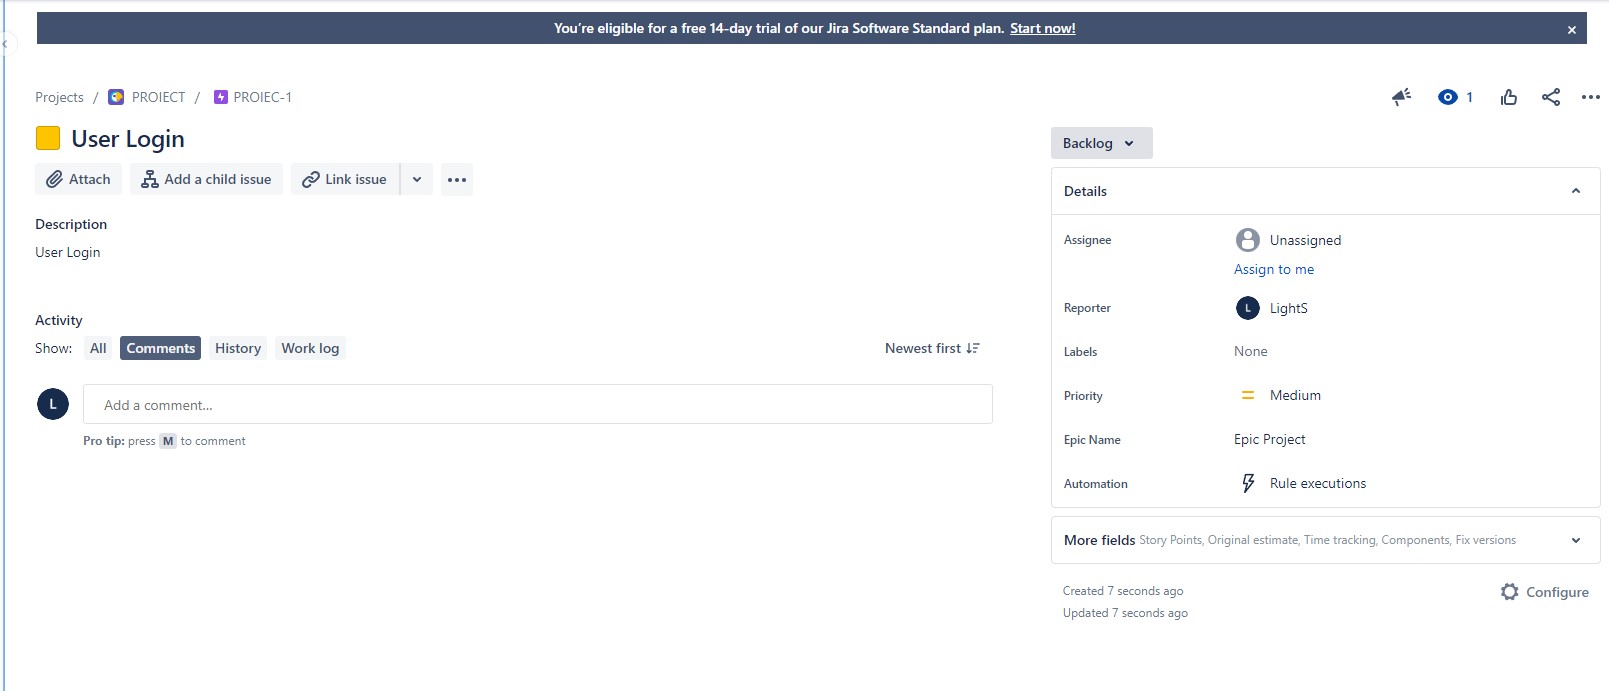 You're eligible for a free 14-day trial of our Jira Software Standard plan. Start now!
Projects / PROIECT / PROIEC-1
1
User Login
Backlog
Attach Add a child issue Link issue
Details
Description
User Login
Assignee Unassigned
Assign to me
Reporter L LightS
Activity
Show: All Comments History Work log Newest first
Labels None
Priority Medium
L Add a comment...
Pro tip: press M to comment
Epic Name Epic Project
Automation Rule executions
More fields Story Points, Original estimate, Time tracking, Components, Fix versions
Created 7 seconds ago
Configure
Updated 7 seconds ago